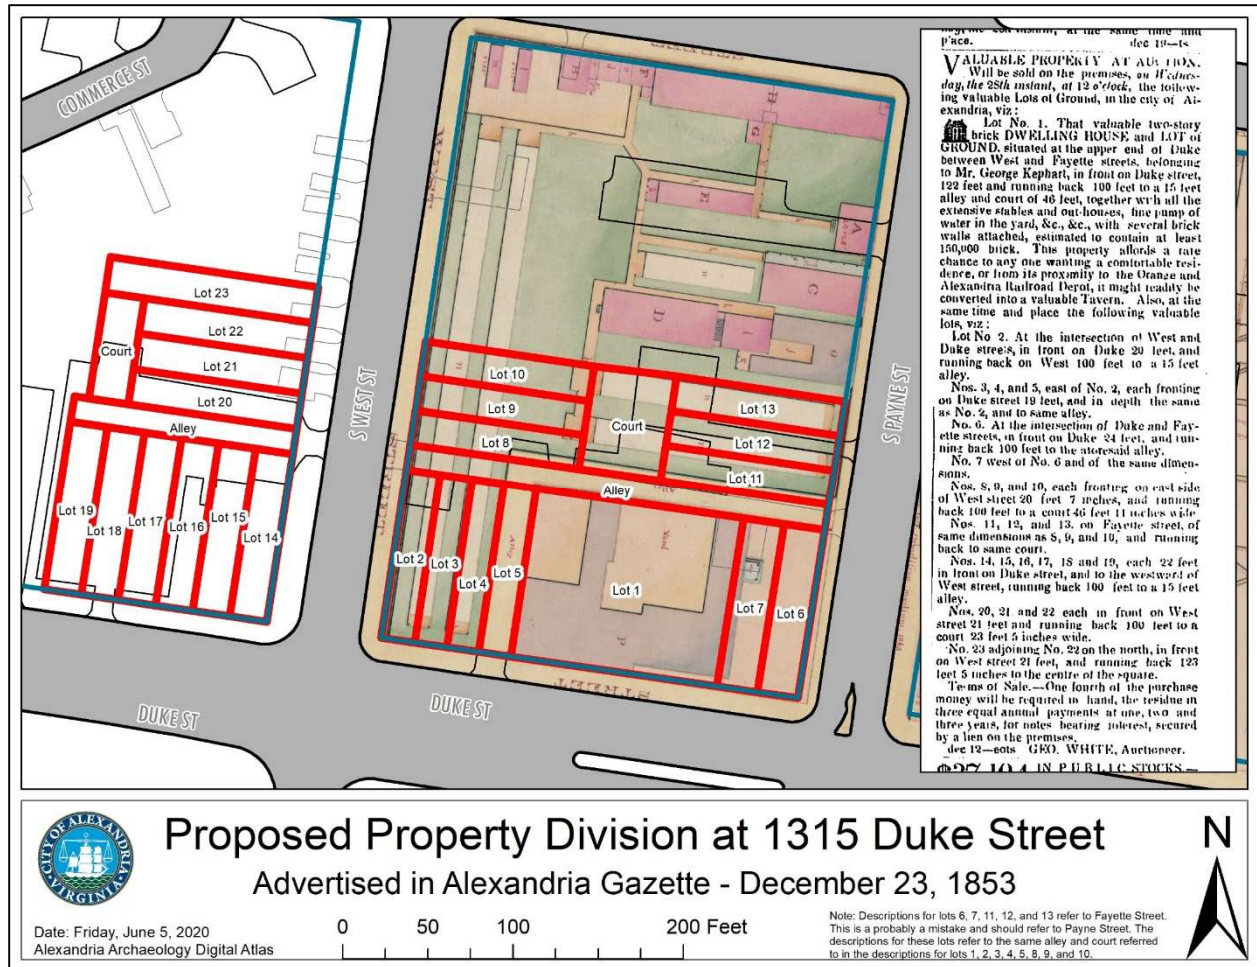 COMMERCE ST
S WEST ST
S PAYNE ST
DUKE ST
DUKE ST
Lot 23
Lot 22
Court
Lot 21
Lot 20
Alley
Lot 19
Lot 18
Lot 17
Lot 16
Lot 15
Lot 14
Lot 10
Lot 9
Lot 8
Court
Lot 13
Lot 12
Lot 11
Alley
Lot 2
Lot 3
Lot 4
Lot 5
Lot 1
Lot 7
Lot 6
WEST
STREET
STREET
A
B
C
D
E
G
H
P
Yard
Alley
place. dec 19—ts
VALUABLE PROPERTY AT AUCTION.
Will be sold on the premises, on Wednes-
day, the 28th instant, at 12 o'clock, the follow-
ing valuable Lots of Ground, in the city of Al-
exandria, viz:
Lot No. 1. That valuable two-story
brick DWELLING HOUSE and LOT of
GROUND, situated at the upper end of Duke
between West and Fayette streets, belonging
to Mr. George Kephart, in front on Duke street,
122 feet and running back 100 feet to a 15 feet
alley and court of 46 feet, together with all the
extensive stables and out-houses, fine pump of
water in the yard, &c., &c., with several brick
walls attached, estimated to contain at least
150,000 brick. This property affords a rare
chance to any one wanting a comfortable resi-
dence, or from its proximity to the Orange and
Alexandria Railroad Depot, it might readily be
converted into a valuable Tavern. Also, at the
same time and place the following valuable
lots, viz:
Lot No 2. At the intersection of West and
Duke streets, in front on Duke 20 feet, and
running back on West 100 feet to a 15 feet
alley.
Nos. 3, 4, and 5, east of No. 2, each fronting
on Duke street 19 feet, and in depth the same
as No. 2, and to same alley.
No. 6. At the intersection of Duke and Fay-
ette streets, in front on Duke 24 feet, and run-
ning back 100 feet to the aforesaid alley.
No. 7 west of No. 6 and of the same dimen-
sions.
Nos. 8, 9, and 10, each fronting on east side
of West street 20 feet 7 inches, and running
back 100 feet to a court 46 feet 11 inches wide
Nos. 11, 12, and 13, on Fayette street, of
same dimensions as 8, 9, and 10, and running
back to same court.
Nos. 14, 15, 16, 17, 18 and 19, each 22 feet
in front on Duke street, and to the westward of
West street, running back 100 feet to a 15 feet
alley.
Nos. 20, 21 and 22 each in front on West
street 21 feet and running back 100 feet to a
court 23 feet 5 inches wide.
No. 23 adjoining No. 22 on the north, in front
on West street 21 feet, and running back 123
feet 5 inches to the centre of the square.
Terms of Sale.—One fourth of the purchase
money will be required in hand, the residue in
three equal annual payments at one, two and
three years, for notes bearing interest, secured
by a lien on the premises.
dec 12—eots GEO. WHITE, Auctioneer.
IN PUBLIC STOCKS.—
CITY OF ALEXANDRIA
VIRGINIA
Proposed Property Division at 1315 Duke Street
Advertised in Alexandria Gazette - December 23, 1853
N
Date: Friday, June 5, 2020
Alexandria Archaeology Digital Atlas
0 50 100 200 Feet
Note: Descriptions for lots 6, 7, 11, 12, and 13 refer to Fayette Street.
This is a probably a mistake and should refer to Payne Street. The
descriptions for these lots refer to the same alley and court referred
to in the descriptions for lots 1, 2, 3, 4, 5, 8, 9, and 10.